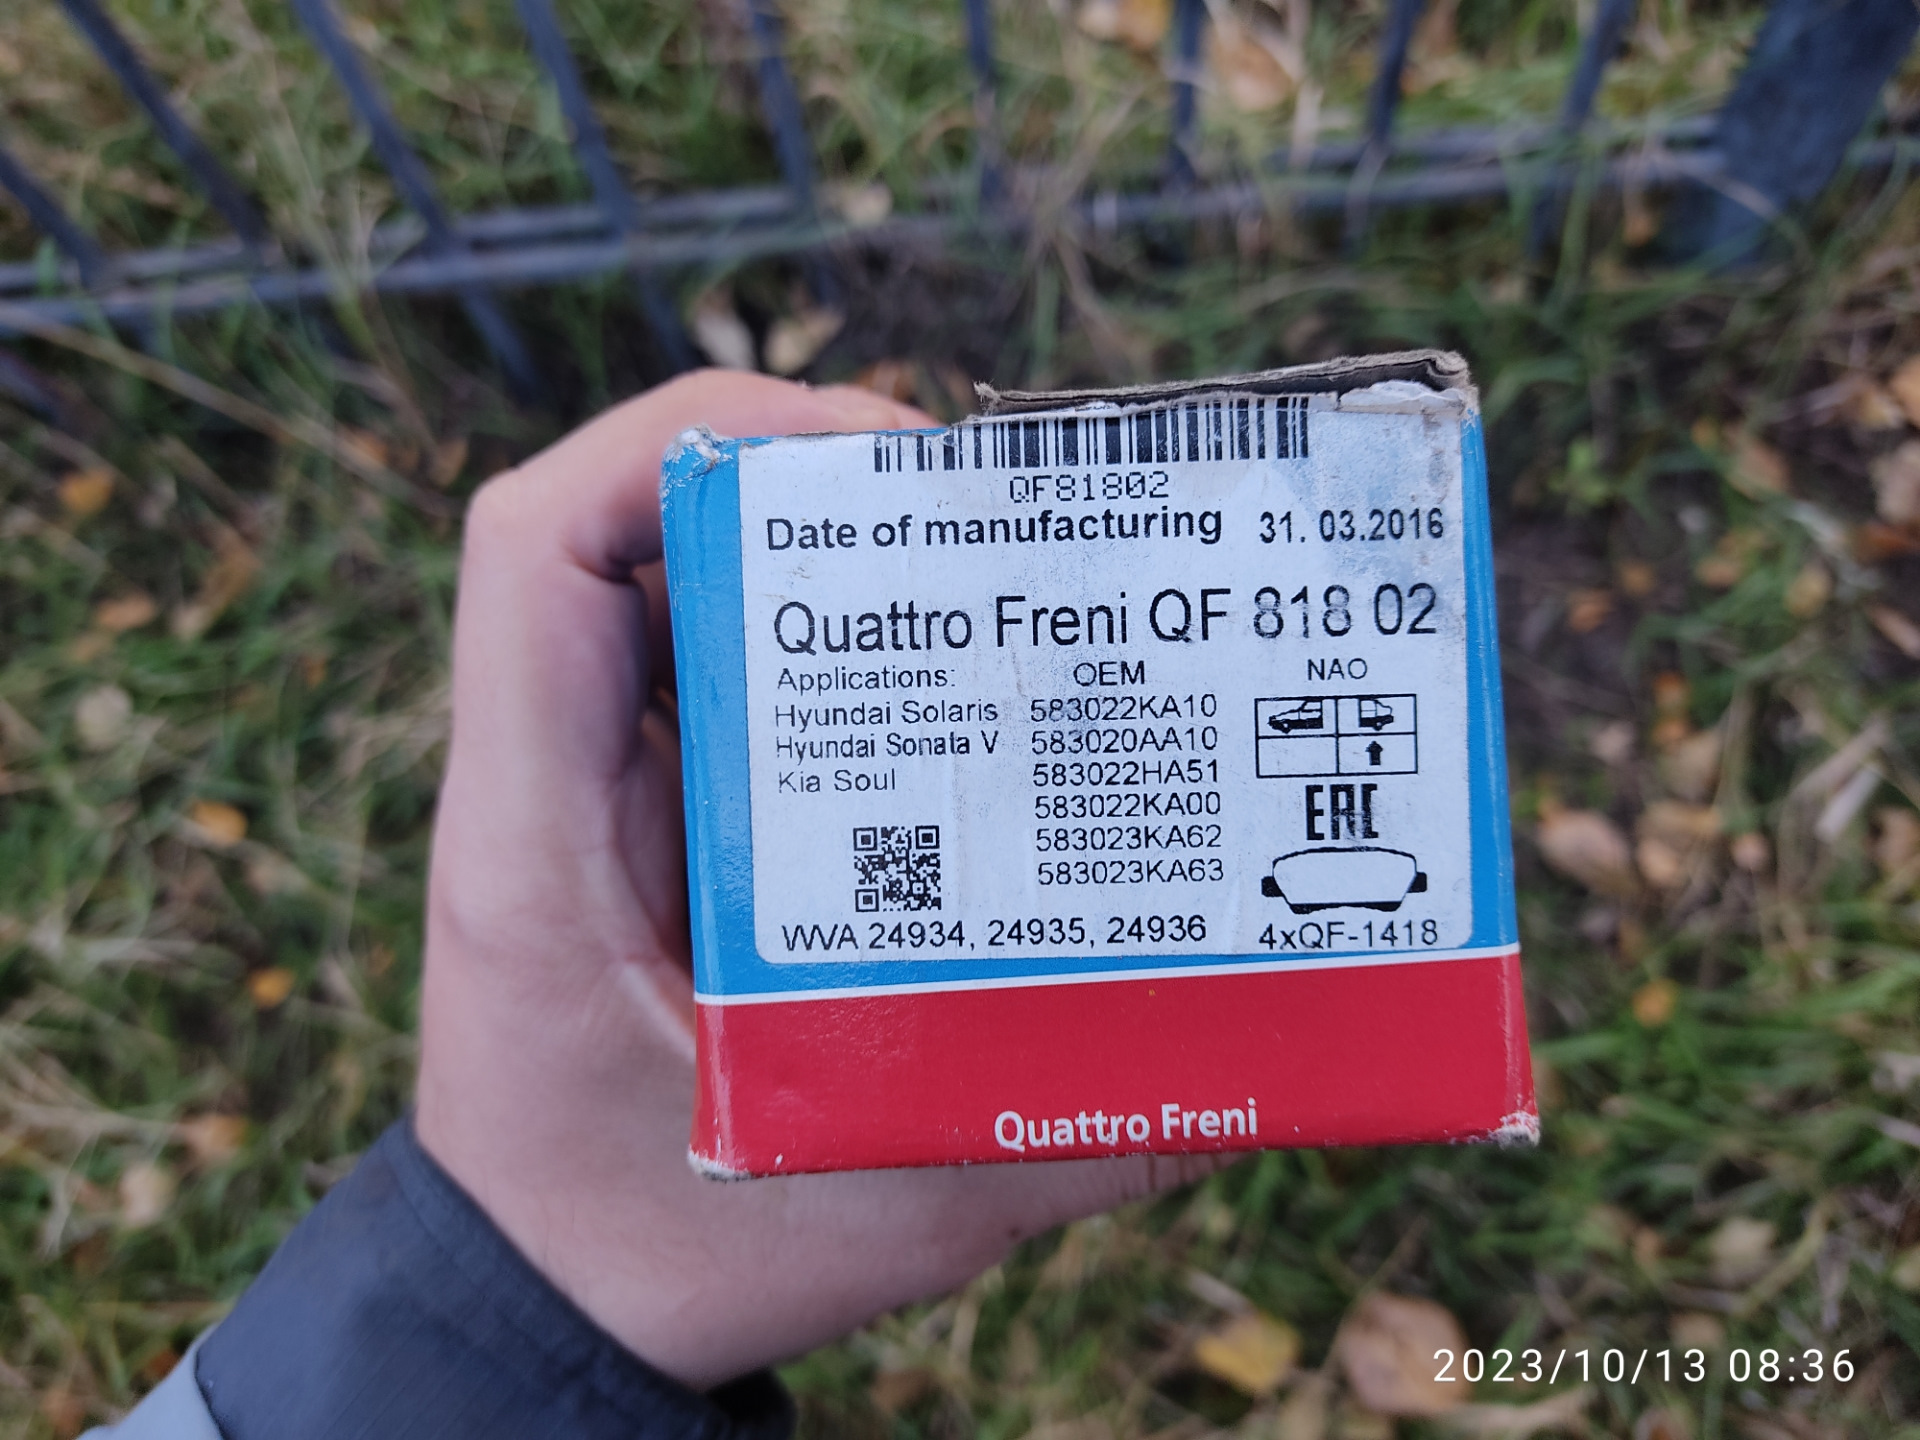 QF81802
Date of manufacturing 31. 03.2016
Quattro Freni QF 818 02
Applications: OEM NAO
Hyundai Solaris 583022KA10
Hyundai Sonata V 583020AA10
Kia Soul 583022HA51
583022KA00
EAC
583023KA62
583023KA63
WVA 24934, 24935, 24936 4xQF-1418
Quattro Freni
2023/10/13 08:36